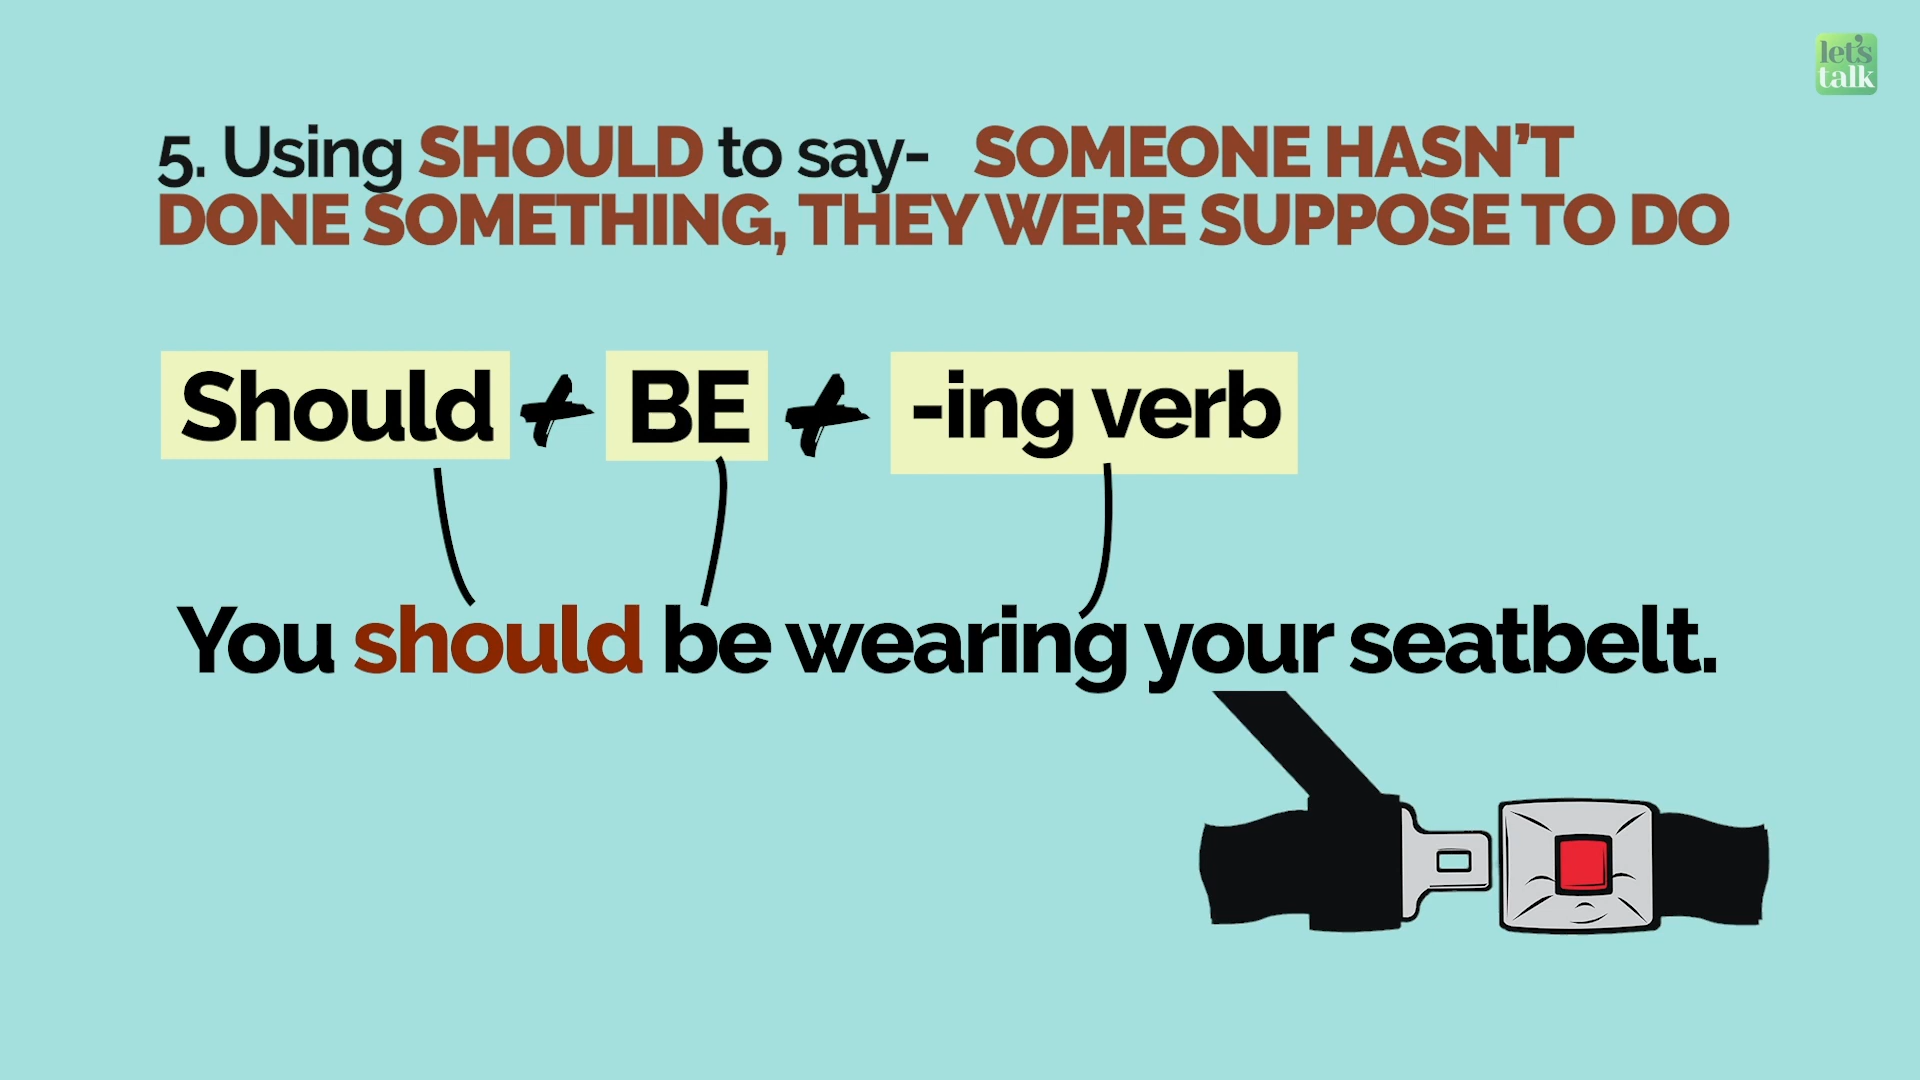 let's
talk
5. Using SHOULD to say- SOMEONE HASN'T
DONE SOMETHING, THEY WERE SUPPOSE TO DO
Should + BE + -ing verb
You should be wearing your seatbelt.